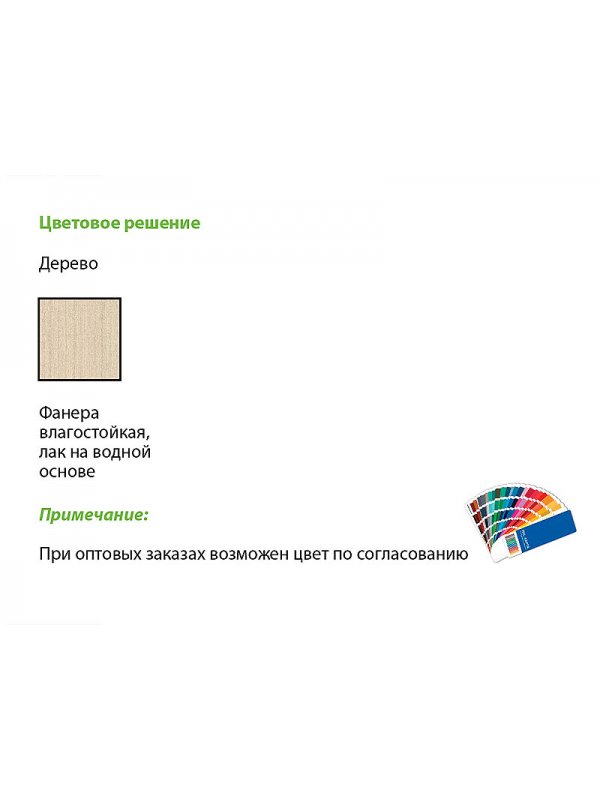 Цветовое решение
Дерево
Фанера
влагостойкая,
лак на водной
основе
Примечание:
При оптовых заказах возможен цвет по согласованию